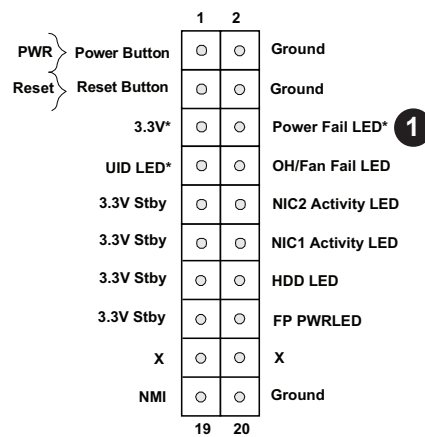 1 2
PWR Power Button Ground
Reset Reset Button Ground
3.3V* Power Fail LED* 1
UID LED* OH/Fan Fail LED
3.3V Stby NIC2 Activity LED
3.3V Stby NIC1 Activity LED
3.3V Stby HDD LED
3.3V Stby FP PWRLED
X X
NMI Ground
19 20